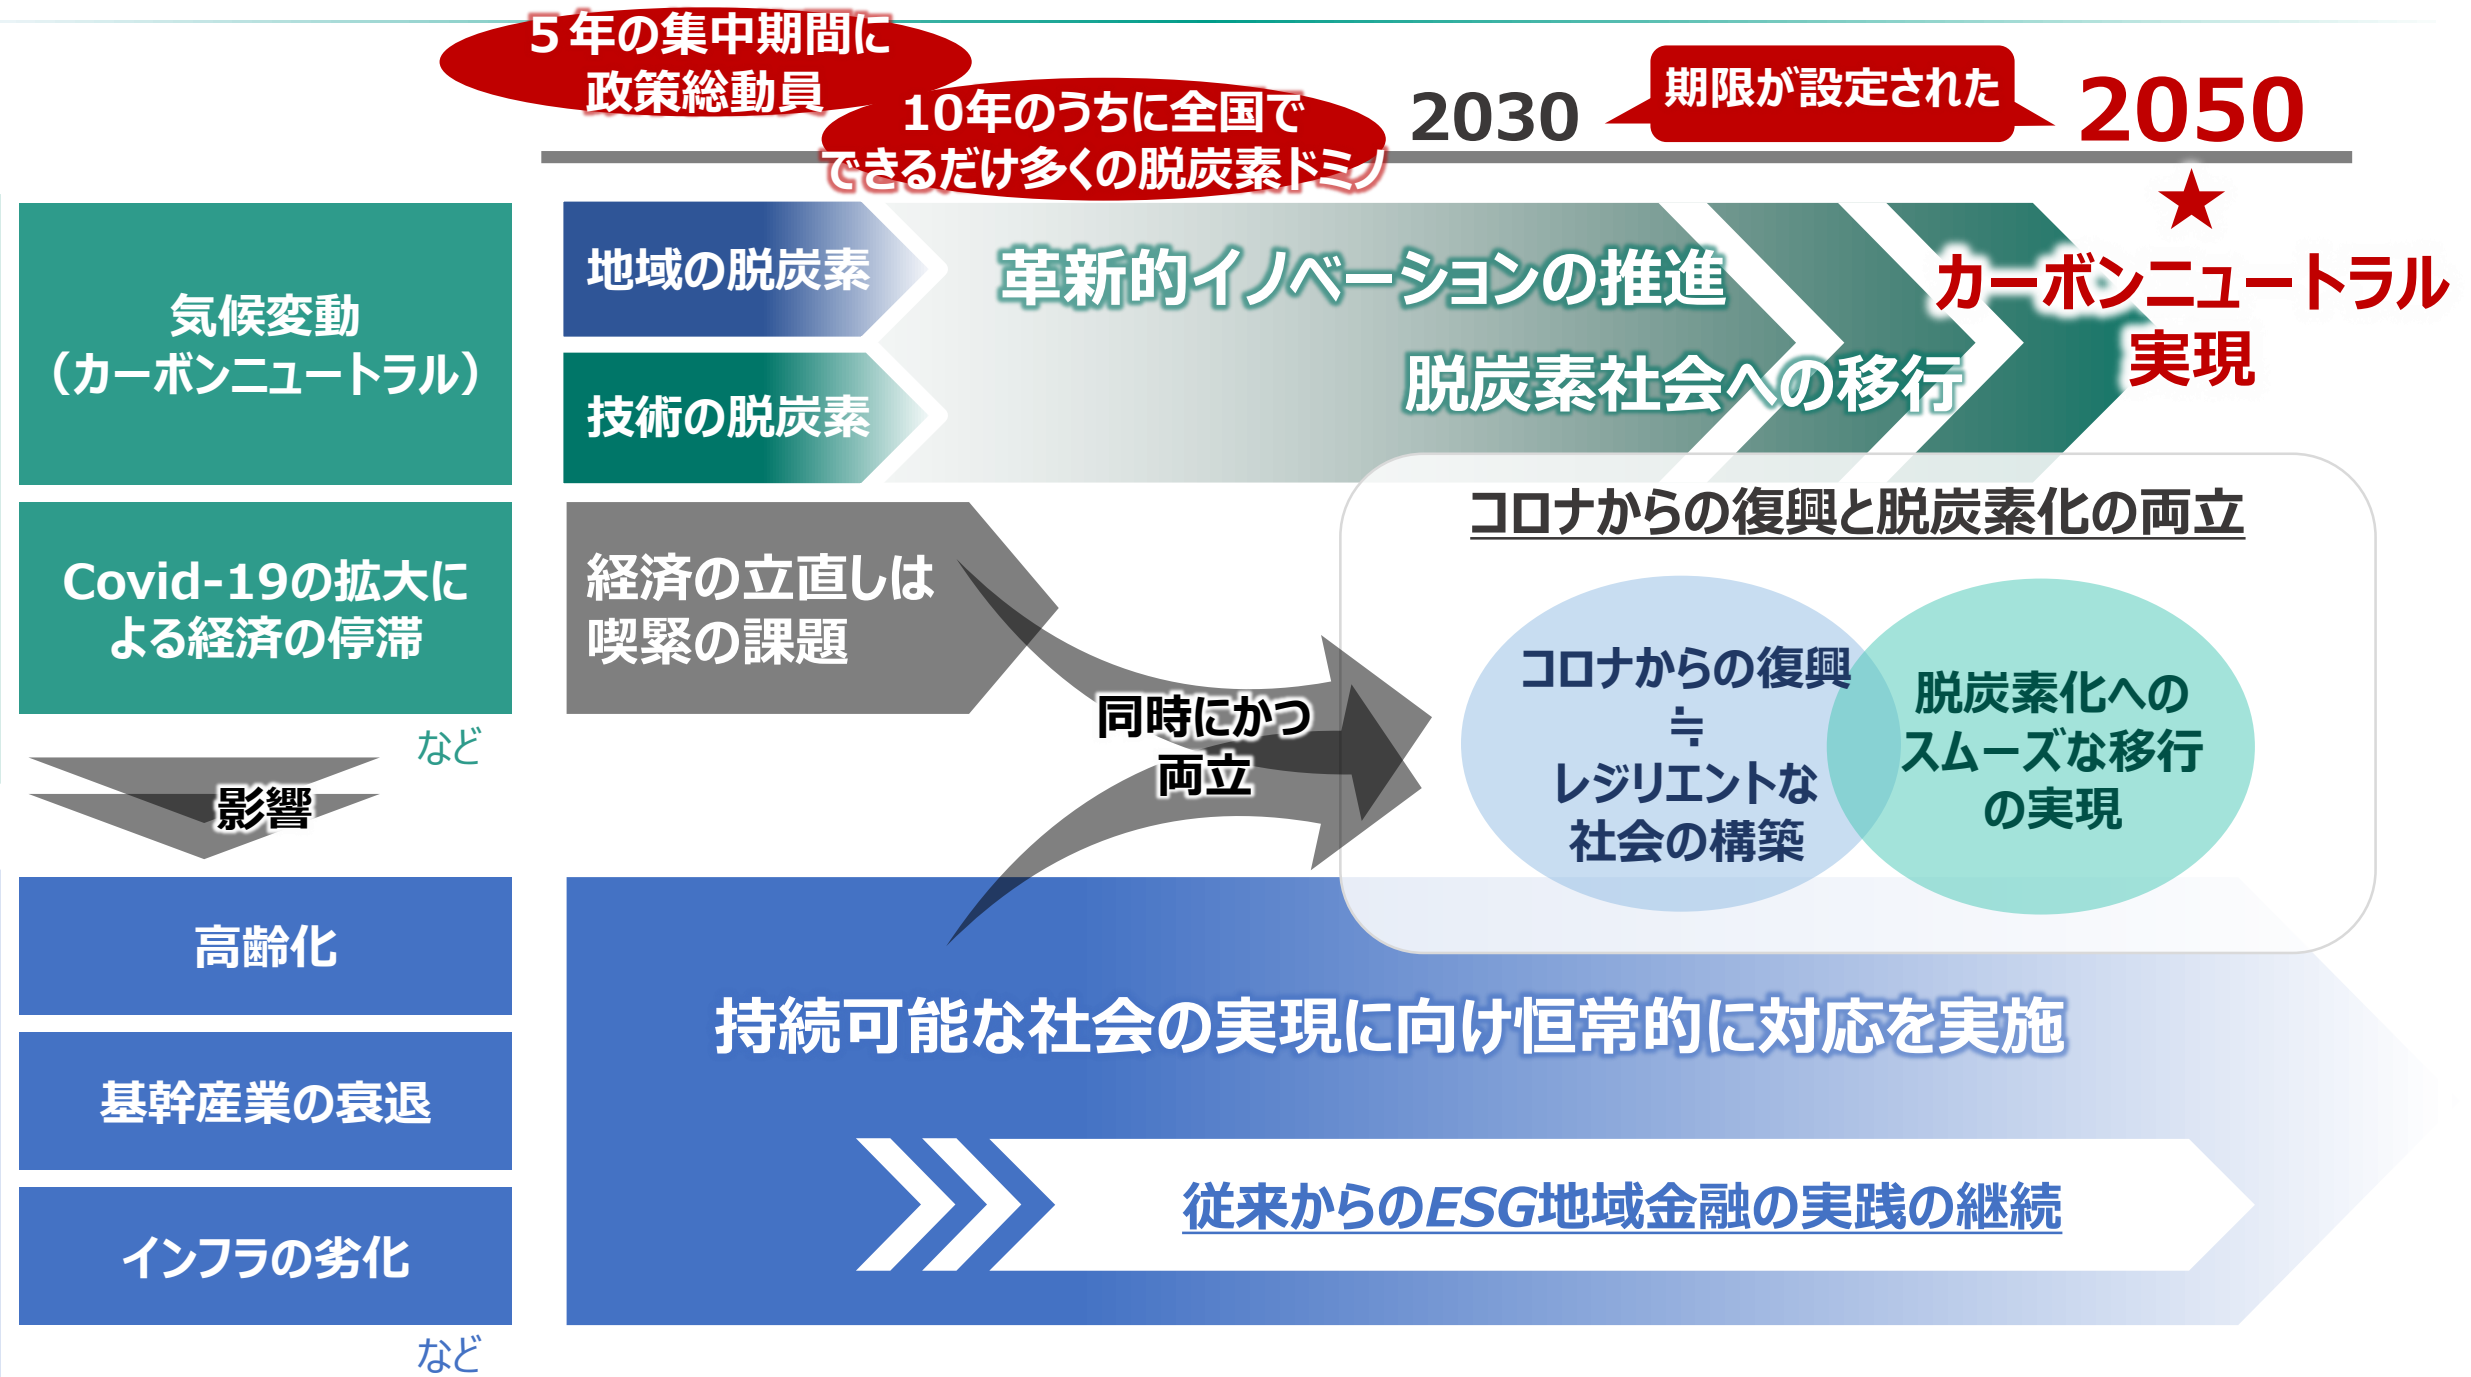 ５年の集中期間に
政策総動員
10年のうちに全国で
できるだけ多くの脱炭素ドミノ
2030
期限が設定された
2050
★
気候変動
（カーボンニュートラル）
地域の脱炭素
技術の脱炭素
革新的イノベーションの推進
脱炭素社会への移行
カーボンニュートラル
実現
Covid-19の拡大に
よる経済の停滞
など
経済の立直しは
喫緊の課題
同時にかつ
両立
コロナからの復興と脱炭素化の両立
コロナからの復興
≒
レジリエントな
社会の構築
脱炭素化への
スムーズな移行
の実現
影響
高齢化
基幹産業の衰退
インフラの劣化
など
持続可能な社会の実現に向け恒常的に対応を実施
従来からのESG地域金融の実践の継続